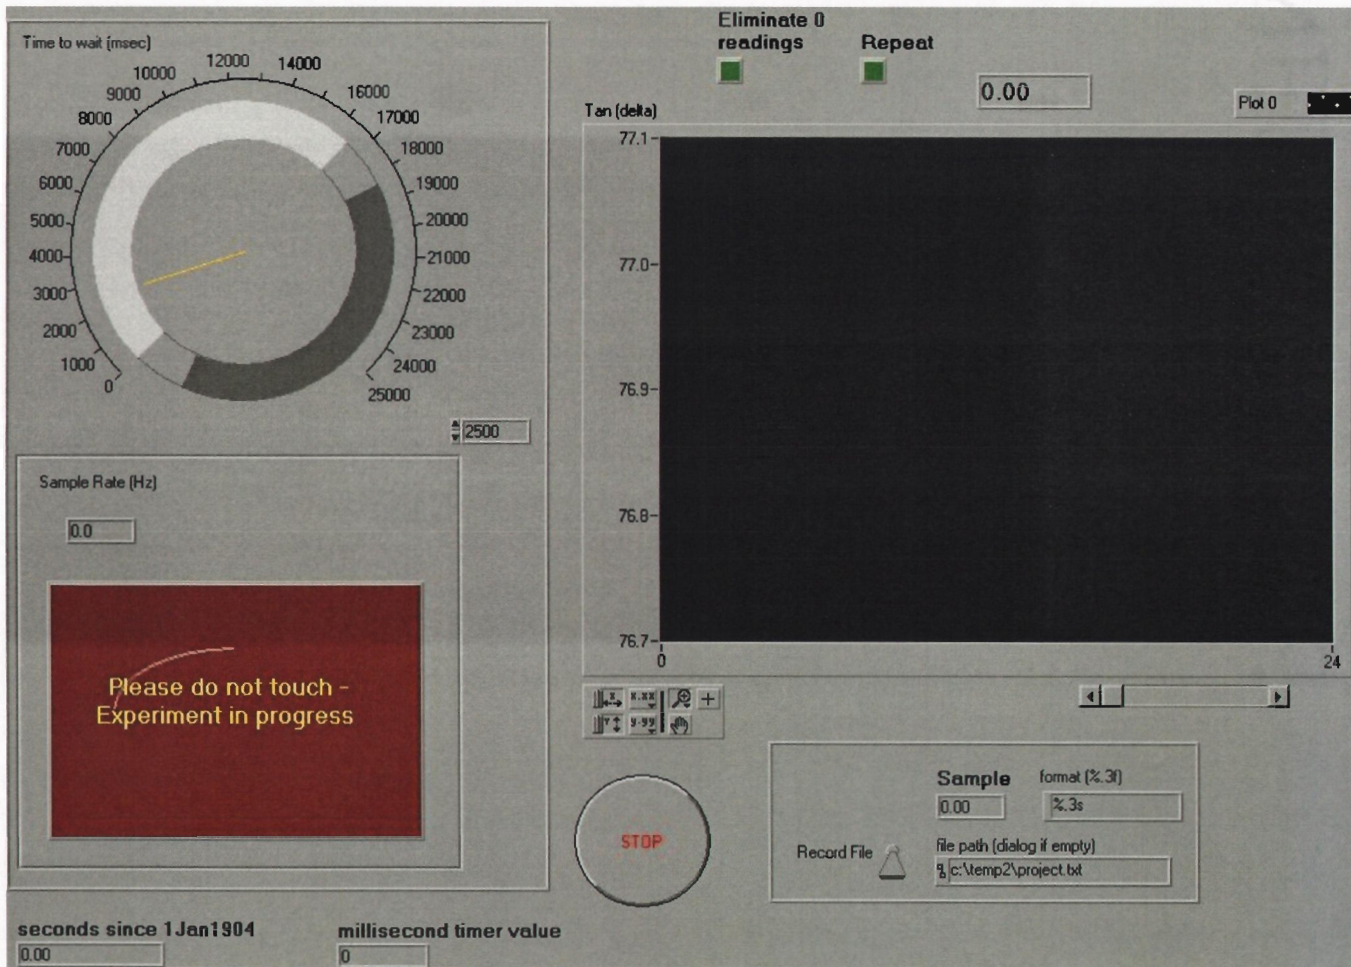 Time to wait (msec)
0
1000
2000
3000
4000
5000
6000
7000
8000
9000
10000
12000
14000
16000
17000
18000
19000
20000
21000
22000
23000
24000
25000
2500
Sample Rate (Hz)
0.0
Please do not touch -
Experiment in progress
seconds since 1Jan1904
0.00
millisecond timer value
0
Eliminate 0
readings
Repeat
0.00
Tan (delta)
Plot 0
77.1
77.0
76.9
76.8
76.7
0
24
X
x.xx
Y
y.yy
STOP
Sample
0.00
format (%.3f)
%.3s
Record File
file path (dialog if empty)
c:\temp2\project.txt